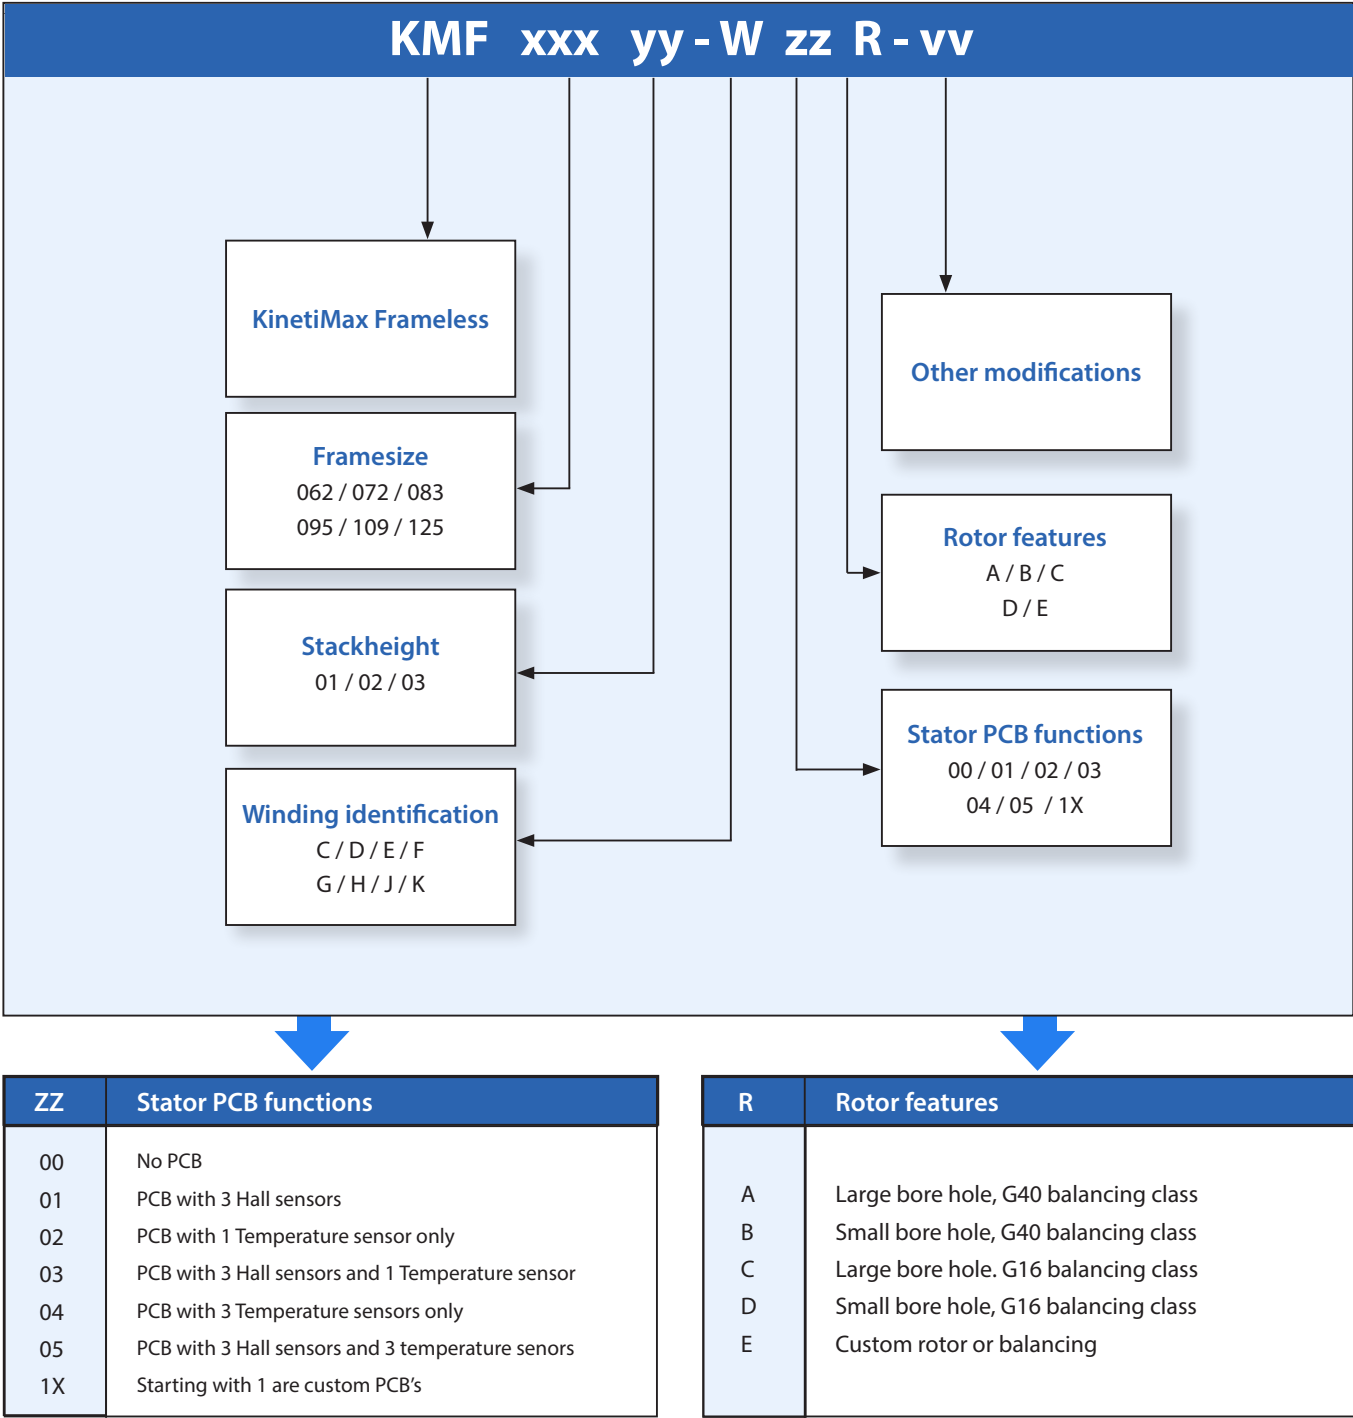 KMF xxx yy - W zz R - vv
KinetiMax Frameless
Framesize
062 / 072 / 083
095 / 109 / 125
Stackheight
01 / 02 / 03
Winding identification
C / D / E / F
G / H / J / K
Other modifications
Rotor features
A / B / C
D / E
Stator PCB functions
00 / 01 / 02 / 03
04 / 05 / 1X
ZZ Stator PCB functions
00 No PCB
01 PCB with 3 Hall sensors
02 PCB with 1 Temperature sensor only
03 PCB with 3 Hall sensors and 1 Temperature sensor
04 PCB with 3 Temperature sensors only
05 PCB with 3 Hall sensors and 3 temperature senors
1X Starting with 1 are custom PCB's
R Rotor features
A Large bore hole, G40 balancing class
B Small bore hole, G40 balancing class
C Large bore hole. G16 balancing class
D Small bore hole, G16 balancing class
E Custom rotor or balancing